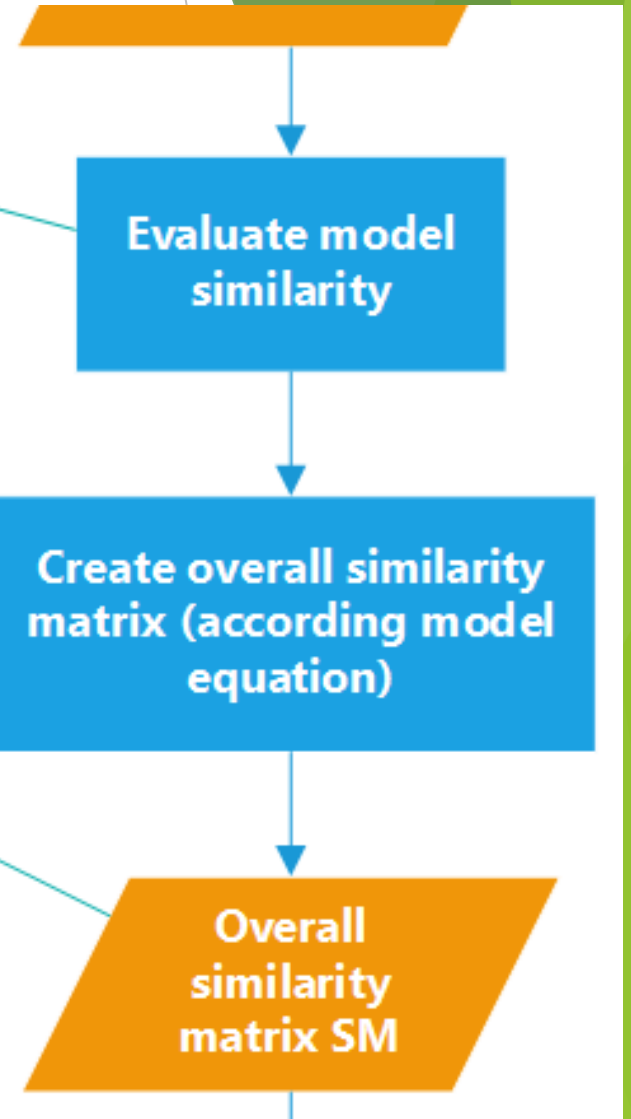 Evaluate model
similarity
Create overall similarity
matrix (according model
equation)
Overall
similarity
matrix SM